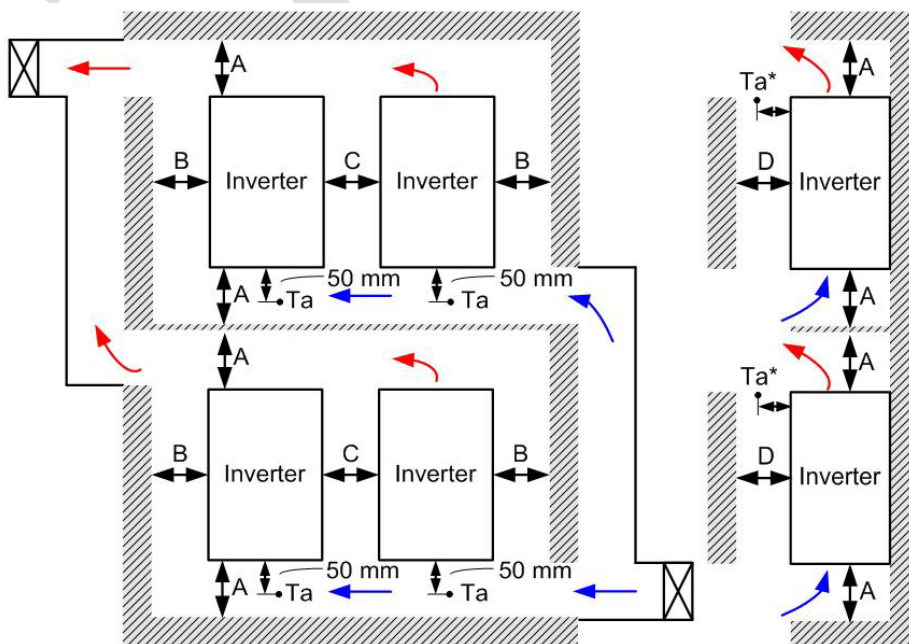 A A
Ta*
B C B D
Inverter Inverter Inverter
50 mm 50 mm
A Ta Ta A
A A
Ta*
B C B D
Inverter Inverter Inverter
50 mm 50 mm
A Ta Ta A